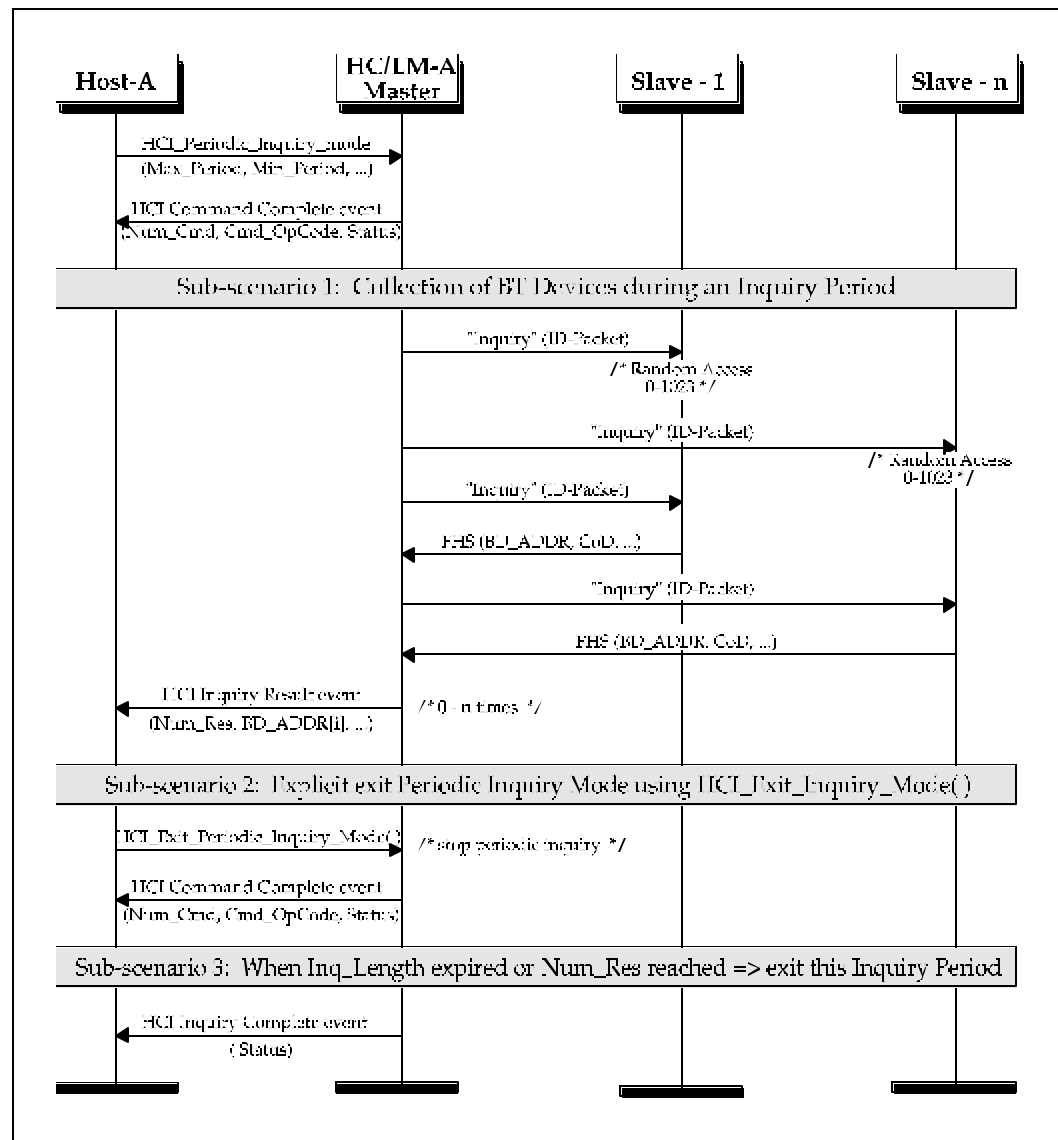 Host-A
HC/LM-A
Master
Slave - 1
Slave - n
HCI_Periodic_Inquiry_mode
(Max_Period, Min_Period, ...)
HCI Command Complete event
(Num_Cmd, Cmd_OpCode, Status)
Sub-scenario 1: Collection of BT Devices during an Inquiry Period
"Inquiry" (ID-Packet)
/* Random Access
0-1023 */
"Inquiry" (ID-Packet)
/* Random Access
0-1023 */
"Inquiry" (ID-Packet)
FHS (BD_ADDR, CoD, ...)
"Inquiry" (ID-Packet)
FHS (BD_ADDR, CoD, ...)
HCI Inquiry Result event
(Num_Res, BD_ADDR[i], ...)
/* 0 - n times */
Sub-scenario 2: Explicit exit Periodic Inquiry Mode using HCI_Exit_Inquiry_Mode( )
HCI_Exit_Periodic_Inquiry_Mode( )
/* stop periodic inquiry */
HCI Command Complete event
(Num_Cmd, Cmd_OpCode, Status)
Sub-scenario 3: When Inq_Length expired or Num_Res reached => exit this Inquiry Period
HCI Inquiry Complete event
( Status)